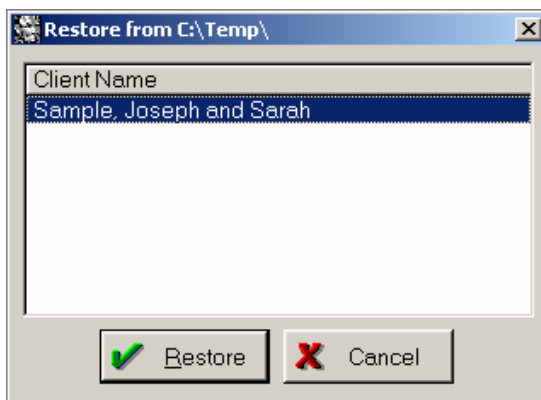 Restore from C:\Temp\
Client Name
Sample, Joseph and Sarah
Restore
Cancel